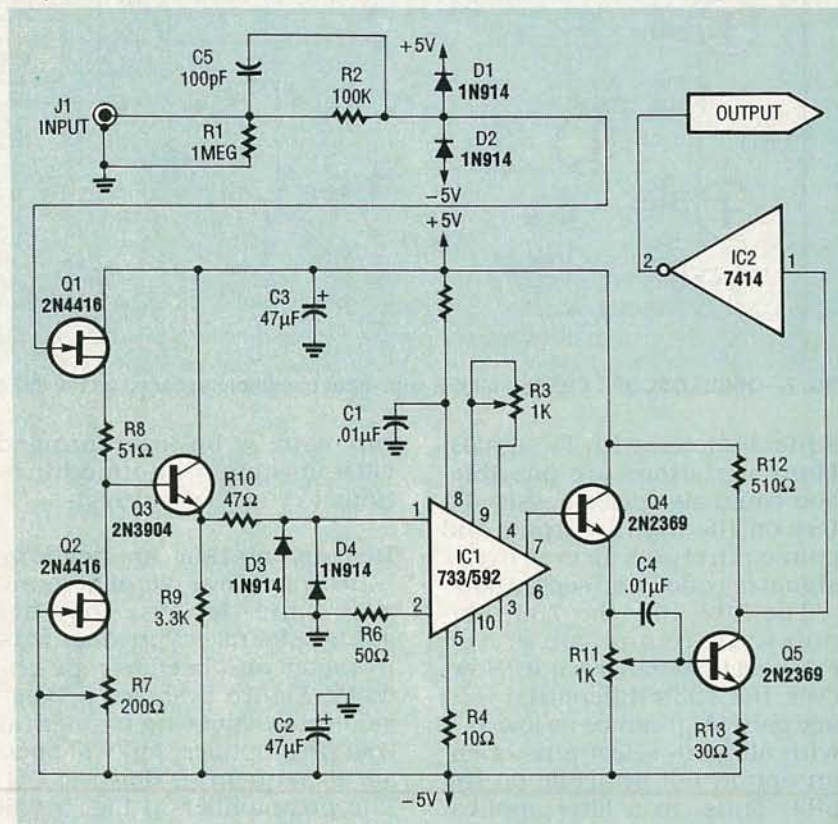 C5
100pF
J1
INPUT
R1
1MEG
R2
100K
+5V
D1
1N914
D2
1N914
−5V
OUTPUT
+5V
IC2
7414
2
1
Q1
2N4416
C3
47µF
R3
1K
C1
.01µF
R8
51Ω
Q3
2N3904
R10
47Ω
8
9
4
7
1
IC1
733/592
2
6
3
10
5
Q4
2N2369
R12
510Ω
D3
1N914
D4
1N914
Q2
2N4416
R9
3.3K
R6
50Ω
C4
.01µF
R11
1K
Q5
2N2369
R7
200Ω
C2
47µF
R4
10Ω
R13
30Ω
−5V